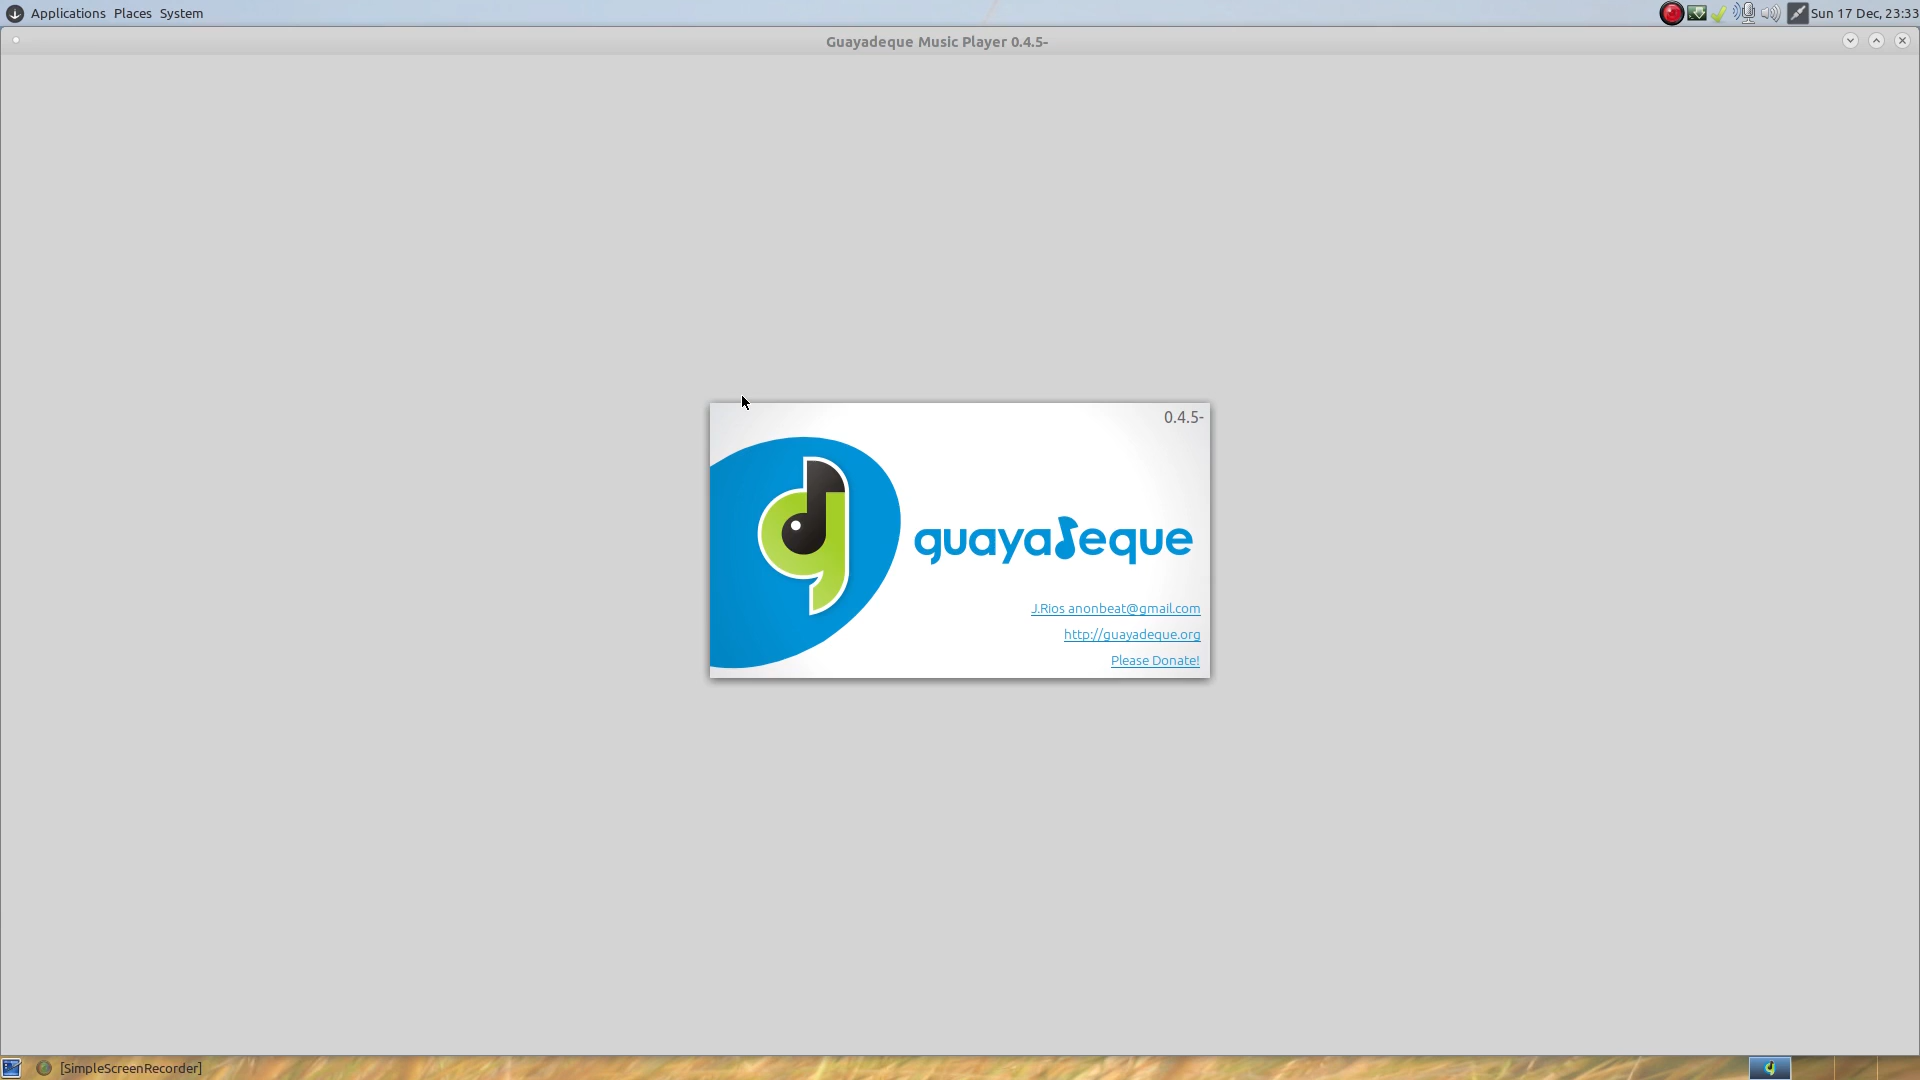 Applications Places System
Sun 17 Dec, 23:33
Guayadeque Music Player 0.4.5-
0.4.5-
guayadeque
J.Rios anonbeat@gmail.com
http://guayadeque.org
Please Donate!
[SimpleScreenRecorder]